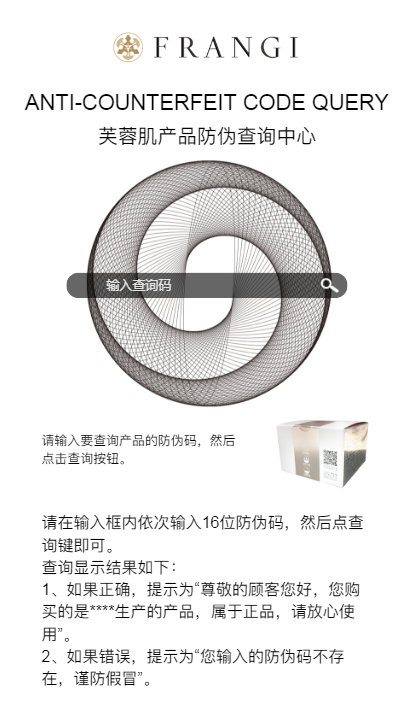 FRANGI
ANTI-COUNTERFEIT CODE QUERY
芙蓉肌产品防伪查询中心
输入查询码
请输入要查询产品的防伪码，然后
点击查询按钮。
请在输入框内依次输入16位防伪码，然后点查
询键即可。
查询显示结果如下：
1、如果正确，提示为“尊敬的顾客您好，您购
买的是****生产的产品，属于正品，请放心使
用”。
2、如果错误，提示为“您输入的防伪码不存
在，谨防假冒”。